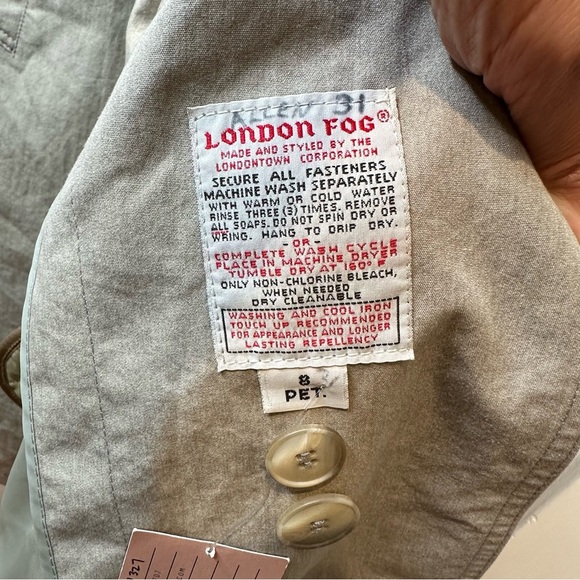 ALLEN 31
LONDON FOG®
MADE AND STYLED BY THE
LONDONTOWN CORPORATION
SECURE ALL FASTENERS
MACHINE WASH SEPARATELY
WITH WARM OR COLD WATER
RINSE THREE (3) TIMES. REMOVE
ALL SOAPS. DO NOT SPIN DRY OR
WRING. HANG TO DRIP DRY.
-OR-
COMPLETE WASH CYCLE
PLACE IN MACHINE DRYER
TUMBLE DRY AT 160° F
ONLY NON-CHLORINE BLEACH,
WHEN NEEDED
DRY CLEANABLE
WASHING AND COOL IRON
TOUCH UP RECOMMENDED
FOR APPEARANCE AND LONGER
LASTING REPELLENCY
8
PET.
1327